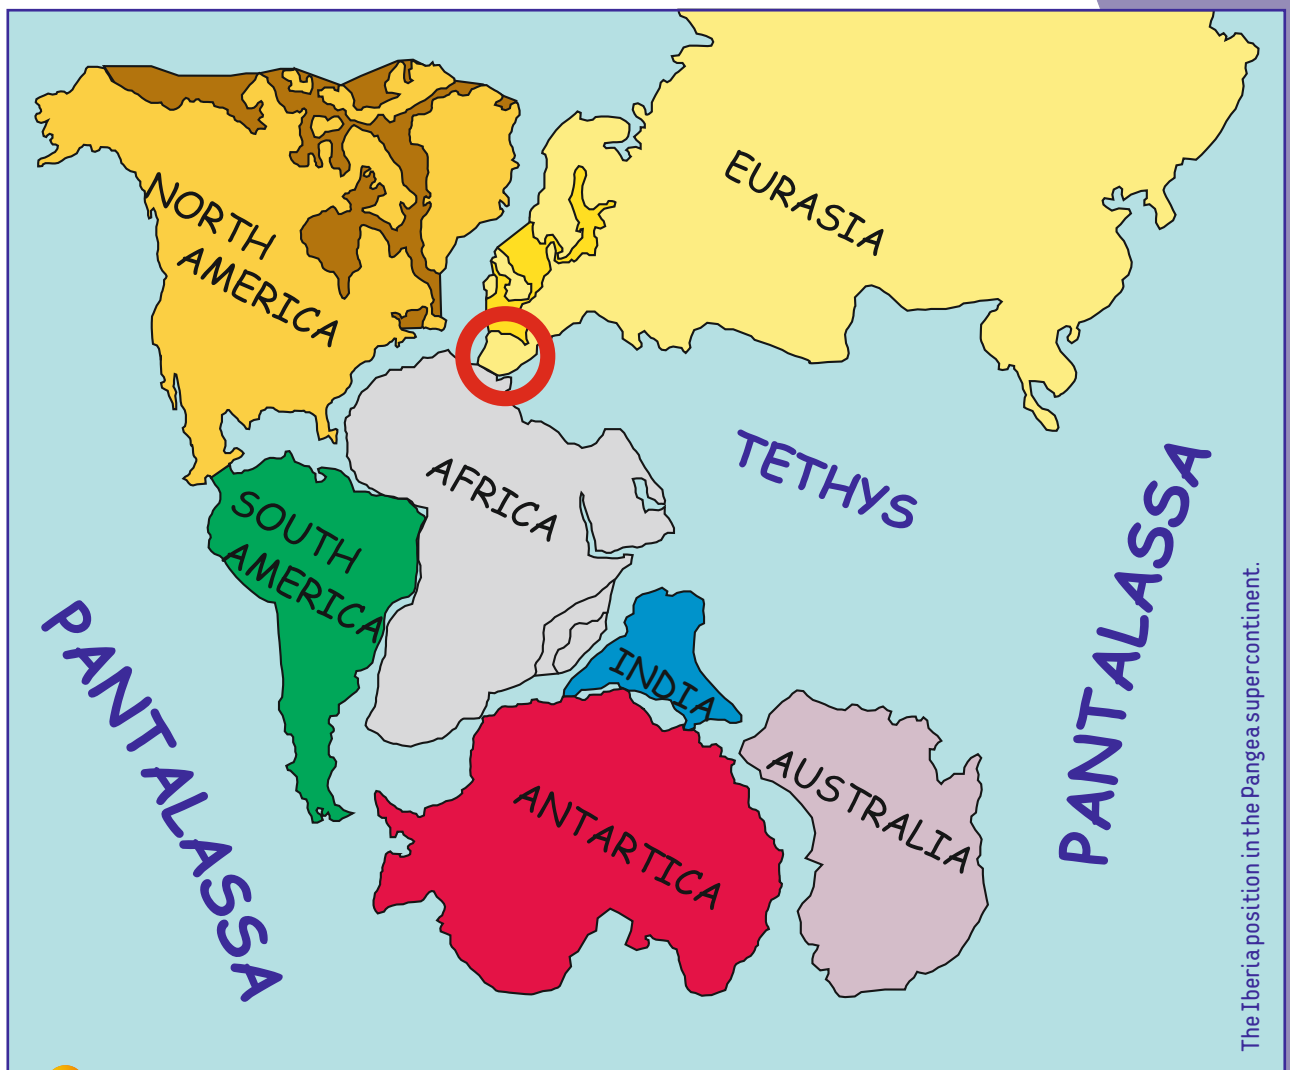 EURASIA
NORTH
AMERICA
TETHYS
AFRICA
SOUTH
AMERICA
PANTALASSA
INDIA
PANTALASSA
AUSTRALIA
ANTARTICA
The Iberia position in the Pangea supercontinent.